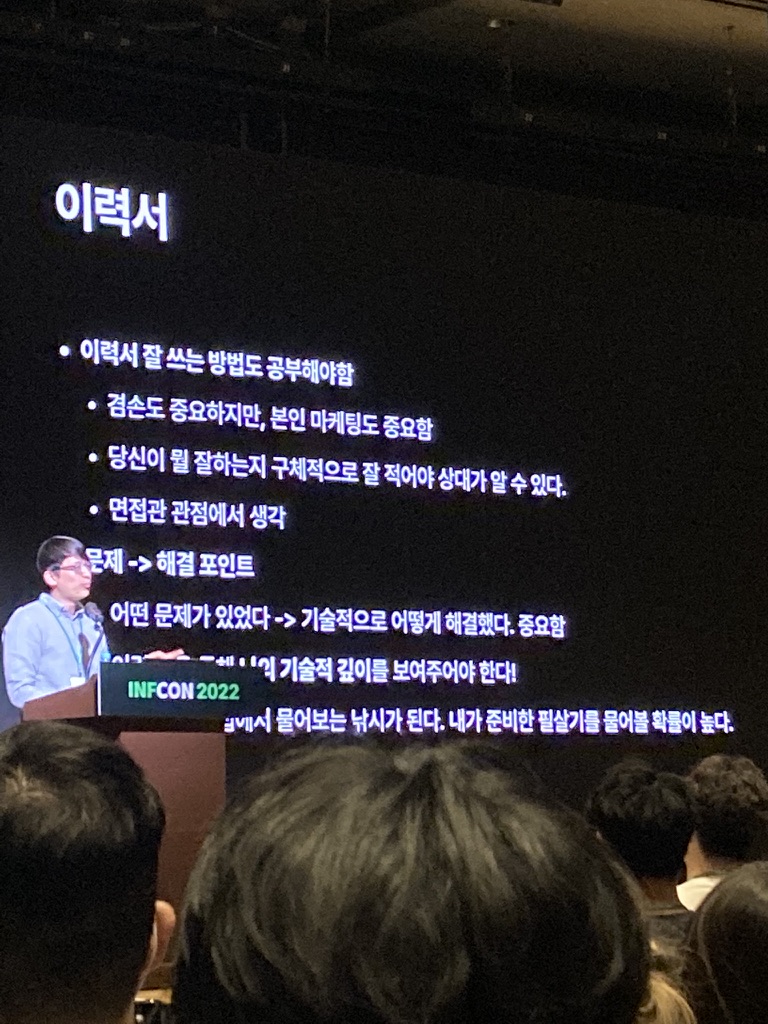 이력서
• 이력서 잘 쓰는 방법도 공부해야함
• 겸손도 중요하지만, 본인 마케팅도 중요함
• 당신이 뭘 잘하는지 구체적으로 잘 적어야 상대가 알 수 있다.
• 면접관 관점에서 생각
문제 -> 해결 포인트
어떤 문제가 있었다 -> 기술적으로 어떻게 해결했다. 중요함
기술적 깊이를 보여주어야 한다!
물어보는 낚시가 된다. 내가 준비한 필살기를 물어볼 확률이 높다.
INFCON 2022